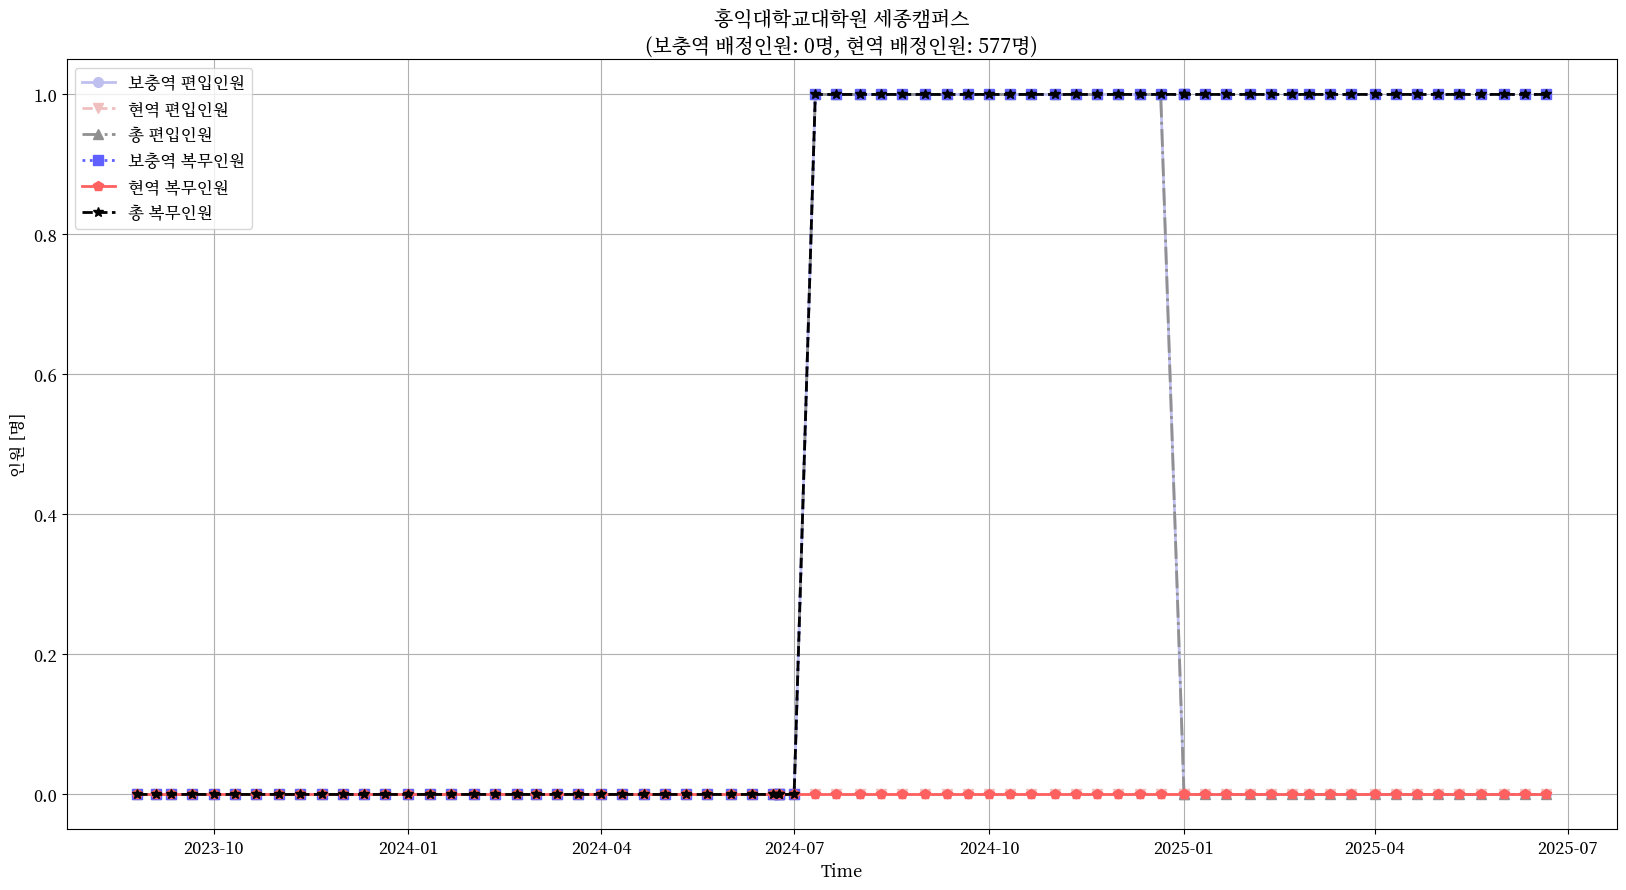 홍익대학교대학원 세종캠퍼스
(보충역 배정인원: 0명, 현역 배정인원: 577명)
보충역 편입인원
현역 편입인원
총 편입인원
보충역 복무인원
현역 복무인원
총 복무인원
1.0
0.8
0.6
0.4
0.2
0.0
인원 [명]
2023-10
2024-01
2024-04
2024-07
2024-10
2025-01
2025-04
2025-07
Time